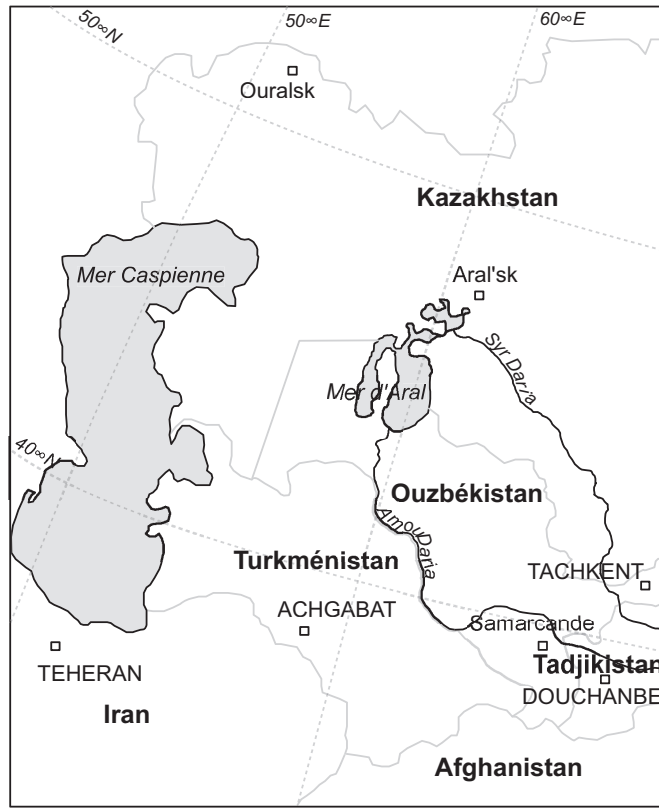 50∞N
50∞E
60∞E
Ouralsk
Kazakhstan
Mer Caspienne
Aral'sk
Syr Daria
Mer d'Aral
40∞N
Ouzbékistan
Amou Daria
Turkménistan
TACHKENT
ACHGABAT
Samarcande
TEHERAN
Tadjikistan
DOUCHANBE
Iran
Afghanistan